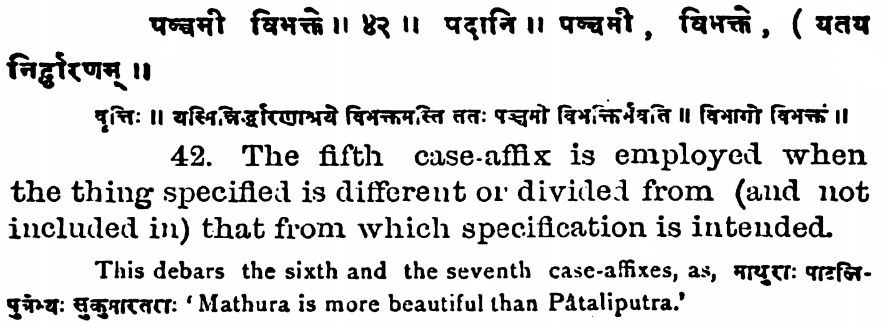 पञ्चमी विभक्ते ॥ ४२ ॥ पदानि ॥ पञ्चमी , विभक्ते , ( यतश्च
निर्द्धारणम् ॥
वृत्तिः ॥ यस्मिन्निर्द्धारणाश्रये विभक्तमस्ति ततः पञ्चमी विभक्तिर्भवति ॥ विभागो विभक्तं ॥
42. The fifth case-affix is employed when
the thing specified is different or divided from (and not
included in) that from which specification is intended.
This debars the sixth and the seventh case-affixes, as, माथुराः पाटलि-
पुत्रेभ्यः सुकुमारतराः 'Mathura is more beautiful than Pâtaliputra.'